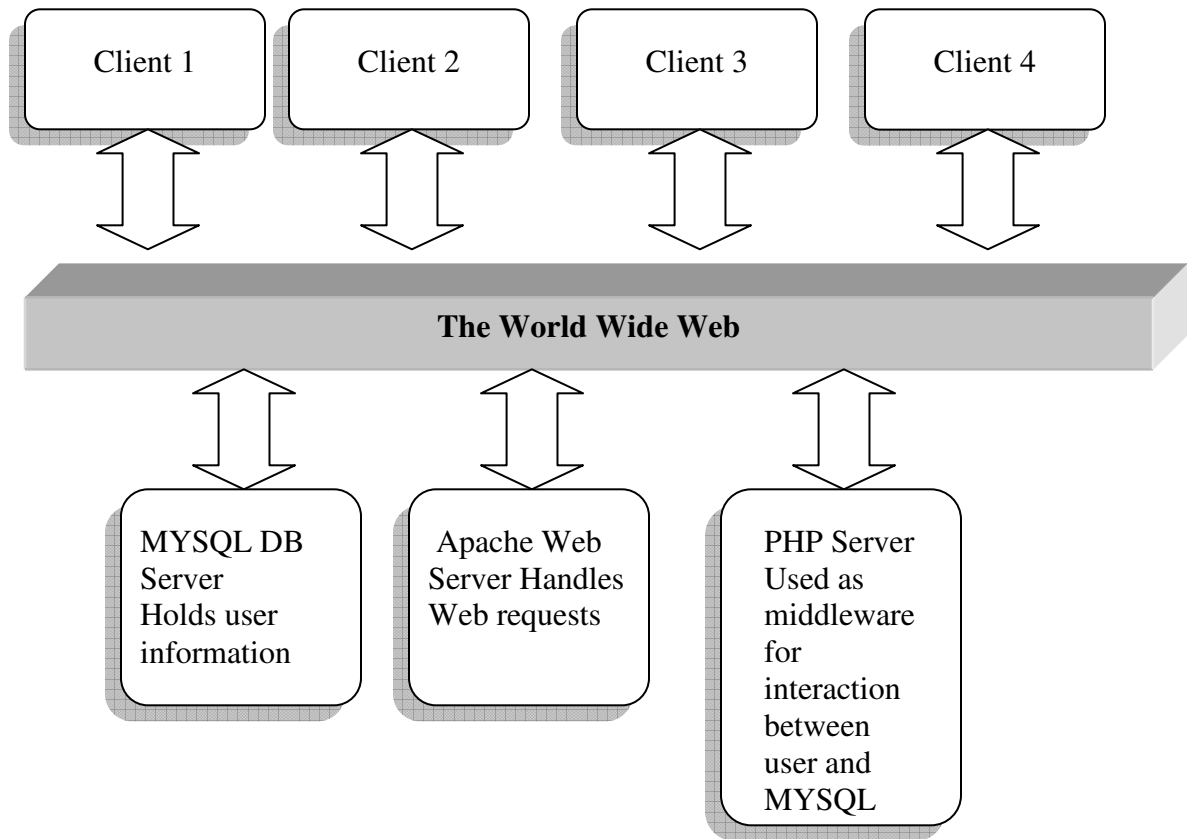 Client 1
Client 2
Client 3
Client 4
The World Wide Web
MYSQL DB
Server
Holds user
information
Apache Web
Server Handles
Web requests
PHP Server
Used as
middleware
for
interaction
between
user and
MYSQL